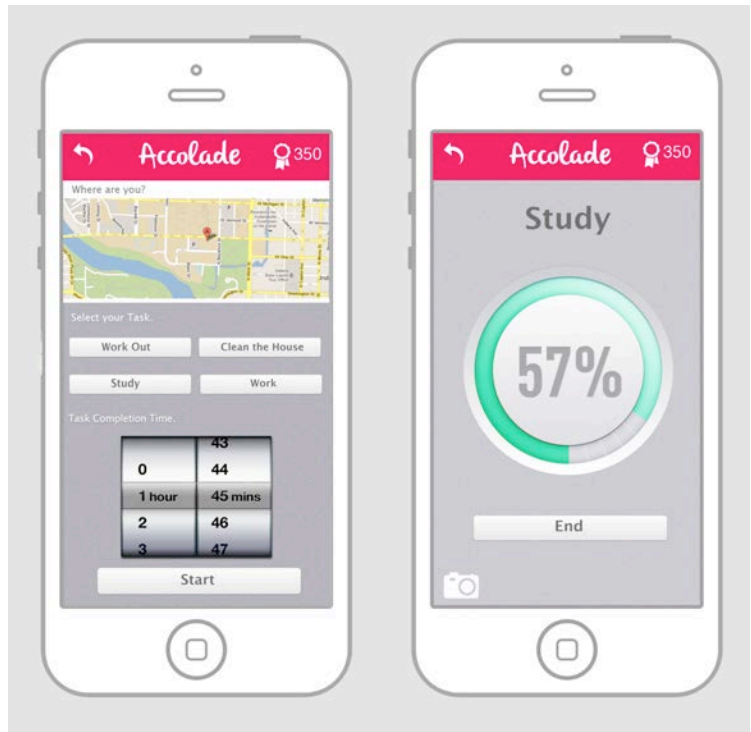 Accolade 350
Where are you?
Select your Task.
Work Out Clean the House
Study Work
Task Completion Time.
43
0 44
1 hour 45 mins
2 46
3 47
Start
Accolade 350
Study
57%
End